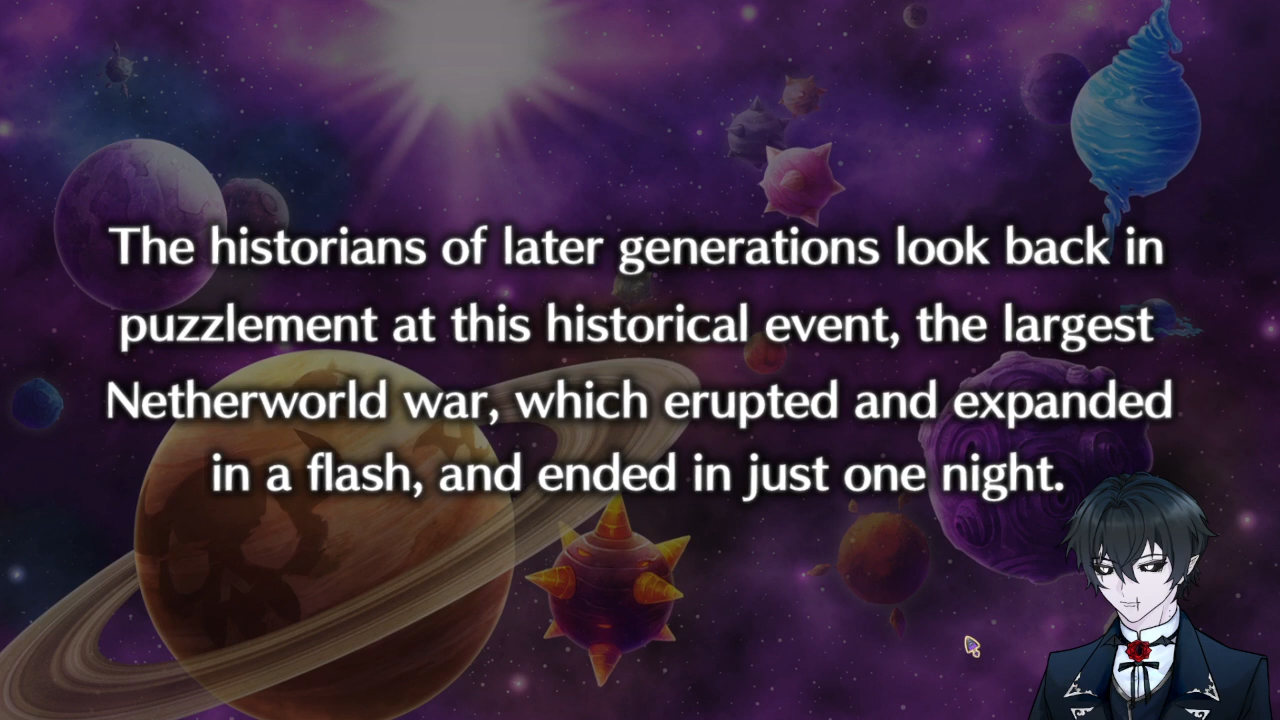 The historians of later generations look back in
puzzlement at this historical event, the largest
Netherworld war, which erupted and expanded
in a flash, and ended in just one night.